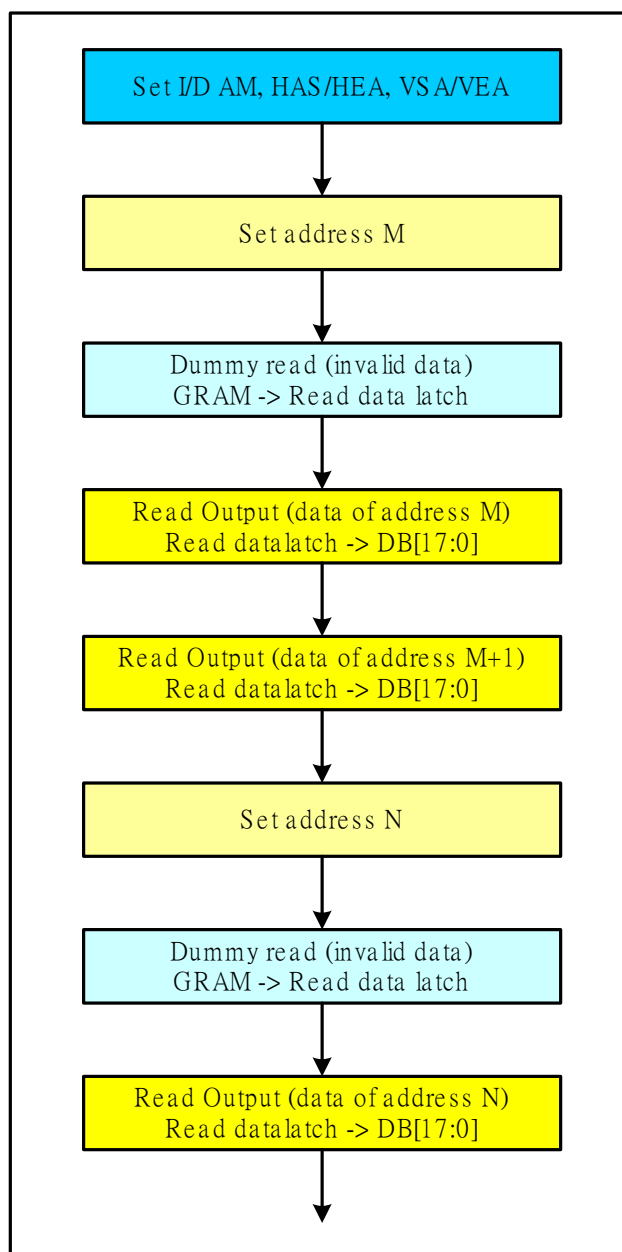 Set I/D AM, HAS/HEA, VSA/VEA
Set address M
Dummy read (invalid data)
GRAM -> Read data latch
Read Output (data of address M)
Read datalatch -> DB[17:0]
Read Output (data of address M+1)
Read datalatch -> DB[17:0]
Set address N
Dummy read (invalid data)
GRAM -> Read data latch
Read Output (data of address N)
Read datalatch -> DB[17:0]